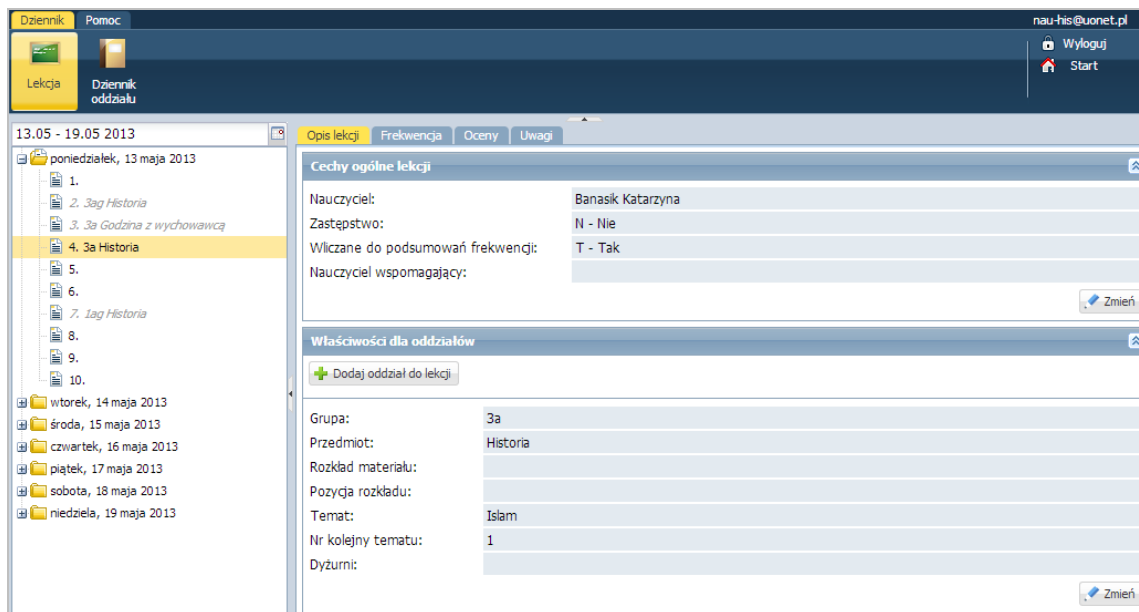 Dziennik Pomoc nau-his@uonet.pl
Wyloguj
Start
Lekcja Dziennik
oddziału
13.05 - 19.05 2013
poniedziałek, 13 maja 2013
1.
2. 3ag Historia
3. 3a Godzina z wychowawcą
4. 3a Historia
5.
6.
7. 1ag Historia
8.
9.
10.
wtorek, 14 maja 2013
środa, 15 maja 2013
czwartek, 16 maja 2013
piątek, 17 maja 2013
sobota, 18 maja 2013
niedziela, 19 maja 2013
Opis lekcji Frekwencja Oceny Uwagi
Cechy ogólne lekcji
Nauczyciel: Banasik Katarzyna
Zastępstwo: N - Nie
Wliczane do podsumowań frekwencji: T - Tak
Nauczyciel wspomagający:
Zmień
Właściwości dla oddziałów
Dodaj oddział do lekcji
Grupa: 3a
Przedmiot: Historia
Rozkład materiału:
Pozycja rozkładu:
Temat: Islam
Nr kolejny tematu: 1
Dyżurni:
Zmień